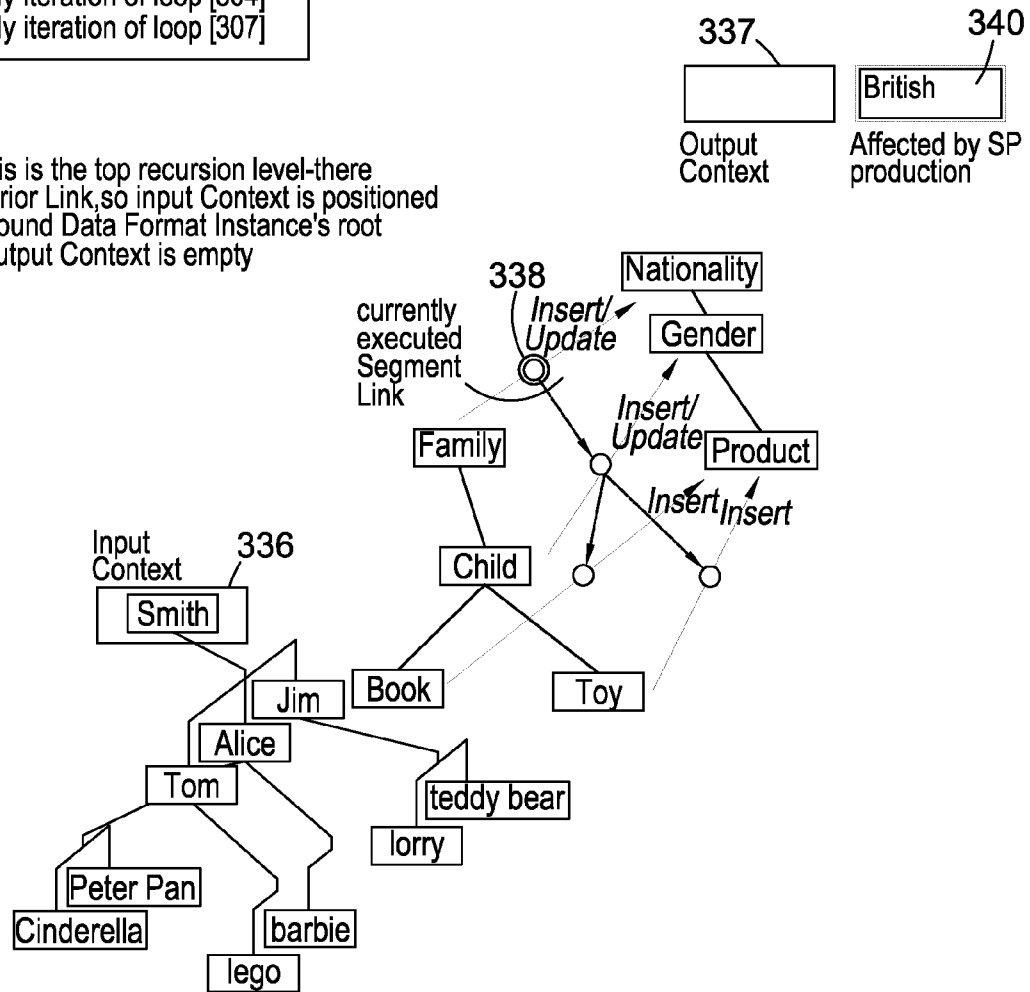 ly iteration of loop [304]
ly iteration of loop [307]
337
340
British
Output
Context
Affected by SP
production
is is the top recursion level-there
rior Link,so input Context is positioned
ound Data Format Instance's root
utput Context is empty
338
currently
executed
Segment
Link
Insert/
Update
Nationality
Gender
Insert/
Update
Product
Family
Insert
Insert
Child
Input
Context
336
Smith
Book
Toy
Jim
Alice
Tom
teddy bear
lorry
Peter Pan
Cinderella
barbie
lego